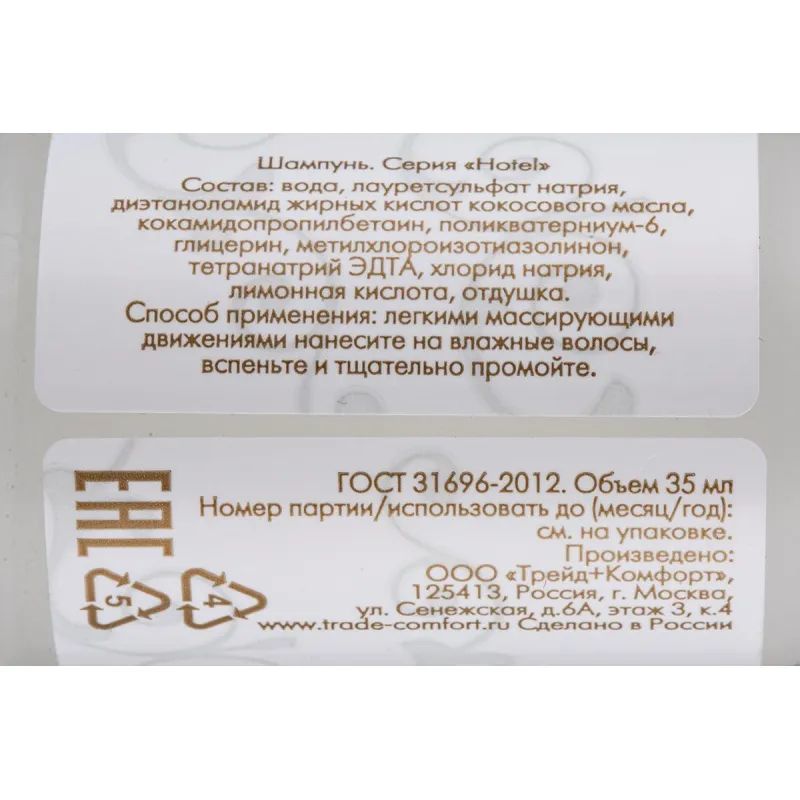 Шампунь. Серия «Hotel»
Состав: вода, лауретсульфат натрия,
диэтаноламид жирных кислот кокосового масла,
кокамидопропилбетаин, поликватерниум-6,
глицерин, метилхлороизотиазолинон,
тетранатрий ЭДТА, хлорид натрия,
лимонная кислота, отдушка.
Способ применения: легкими массирующими
движениями нанесите на влажные волосы,
вспеньте и тщательно промойте.
ГОСТ 31696-2012. Объем 35 мл
Номер партии/использовать до (месяц/год):
см. на упаковке.
Произведено:
ООО «Трейд+Комфорт»,
125413, Россия, г. Москва,
ул. Сенежская, д.6А, этаж 3, к.4
www.trade-comfort.ru Сделано в России
EAC
5
4